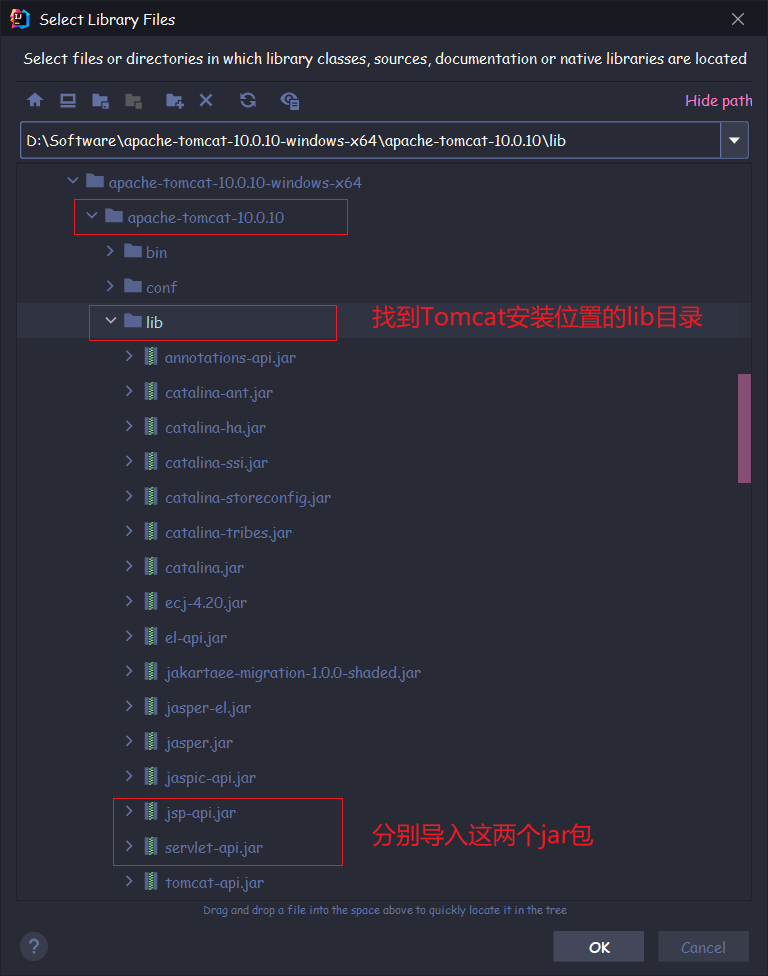 Select Library Files
Select files or directories in which library classes, sources, documentation or native libraries are located
Hide path
D:\Software\apache-tomcat-10.0.10-windows-x64\apache-tomcat-10.0.10\lib
apache-tomcat-10.0.10-windows-x64
apache-tomcat-10.0.10
bin
conf
lib
找到Tomcat安装位置的lib目录
annotations-api.jar
catalina-ant.jar
catalina-ha.jar
catalina-ssi.jar
catalina-storeconfig.jar
catalina-tribes.jar
catalina.jar
ecj-4.20.jar
el-api.jar
jakartaee-migration-1.0.0-shaded.jar
jasper-el.jar
jasper.jar
jaspic-api.jar
jsp-api.jar
分别导入这两个jar包
servlet-api.jar
tomcat-api.jar
Drag and drop a file into the space above to quickly locate it in the tree
?
OK
Cancel